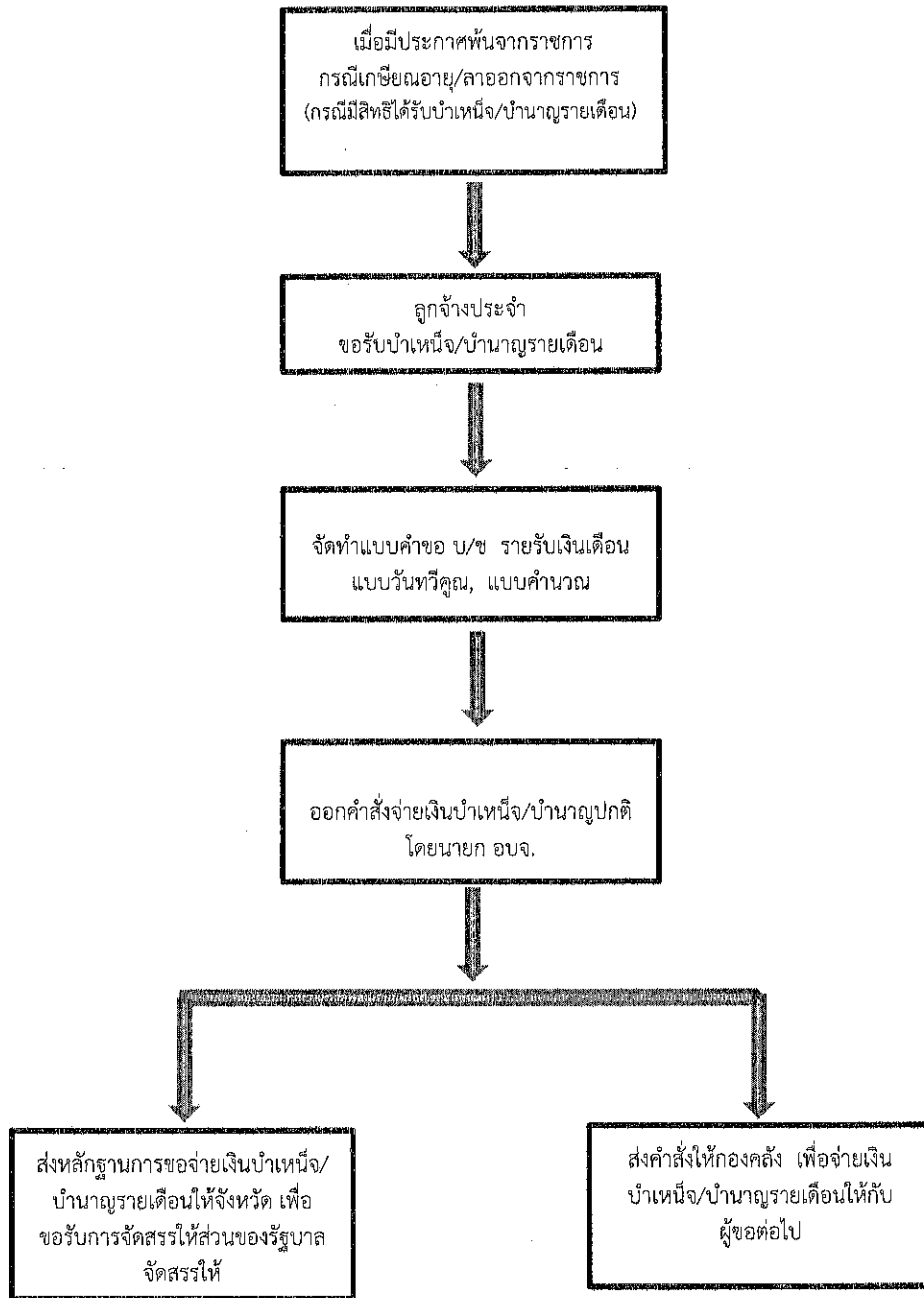 เมื่อมีประกาศพ้นจากราชการ
กรณีเกษียณอายุ/ลาออกจากราชการ
(กรณีมีสิทธิได้รับบำเหน็จ/บำนาญรายเดือน)
ลูกจ้างประจำ
ขอรับบำเหน็จ/บำนาญรายเดือน
จัดทำแบบคำขอ บ/ช รายรับเงินเดือน
แบบวันทวีคูณ, แบบคำนวณ
ออกคำสั่งจ่ายเงินบำเหน็จ/บำนาญปกติ
โดยนายก อบจ.
ส่งหลักฐานการขอจ่ายเงินบำเหน็จ/
บำนาญรายเดือนให้จังหวัด เพื่อ
ขอรับการจัดสรรให้ส่วนของรัฐบาล
จัดสรรให้
ส่งคำสั่งให้กองคลัง เพื่อจ่ายเงิน
บำเหน็จ/บำนาญรายเดือนให้กับ
ผู้ขอต่อไป